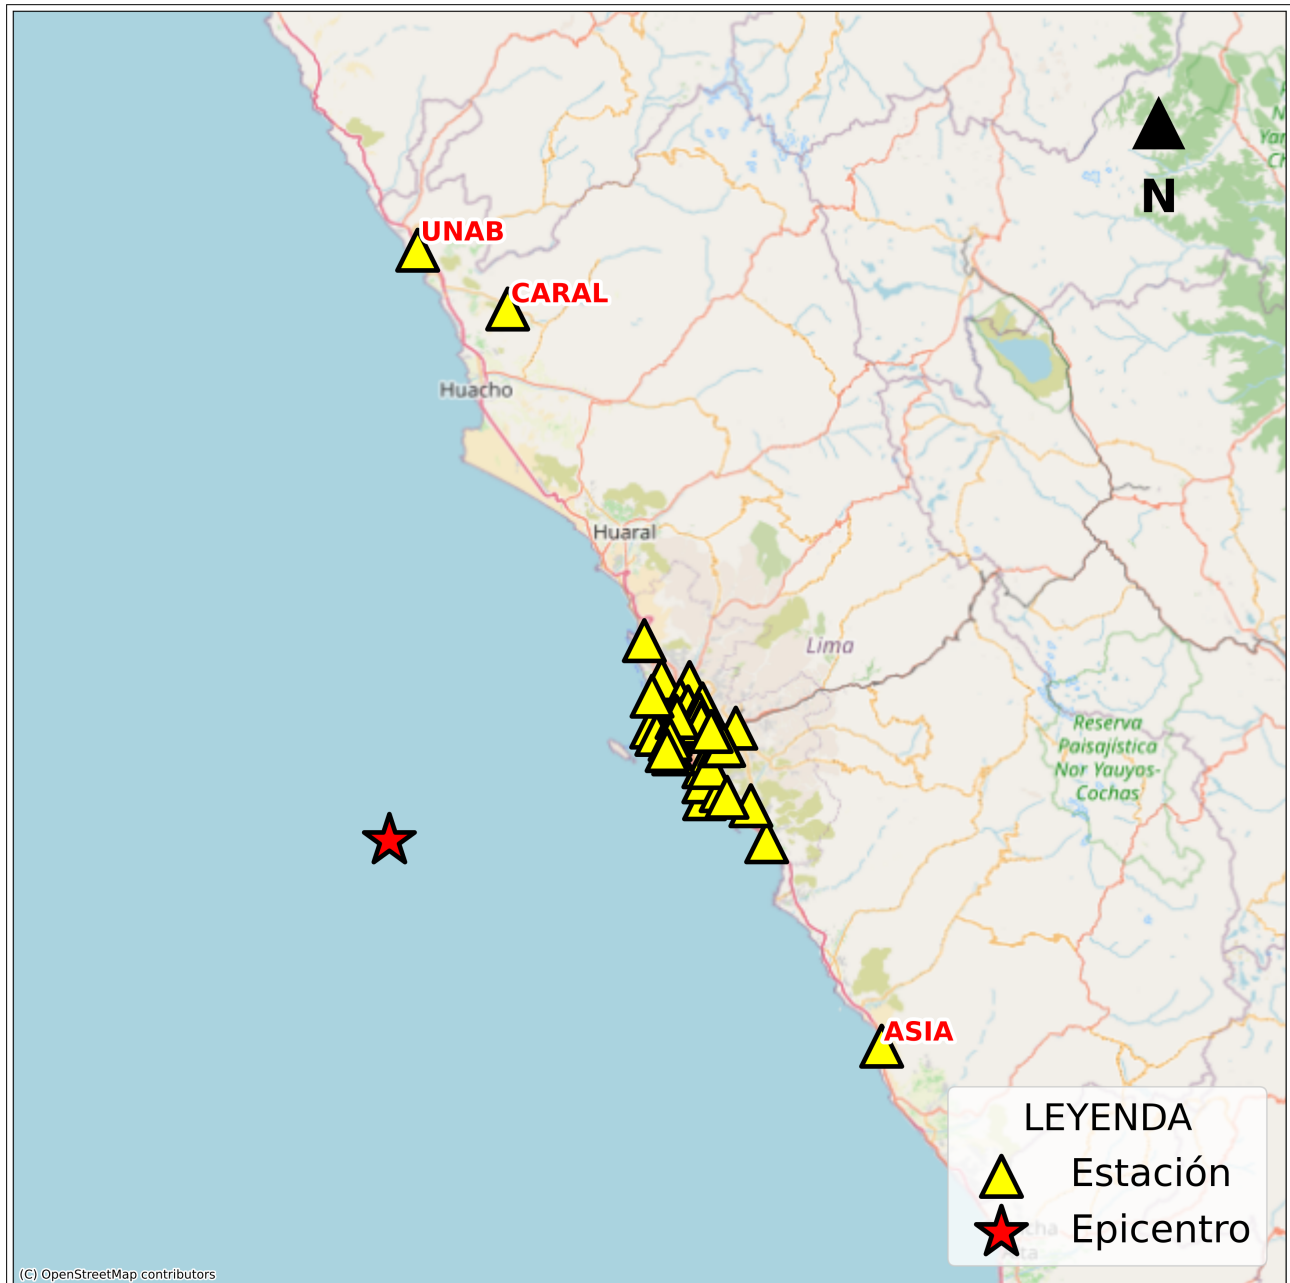 N
UNAB
CARAL
Huacho
Huaral
Lima
Reserva
Paisajística
Nor Yauyos-
Cochas
ASIA
LEYENDA
Estación
Epicentro
(C) OpenStreetMap contributors